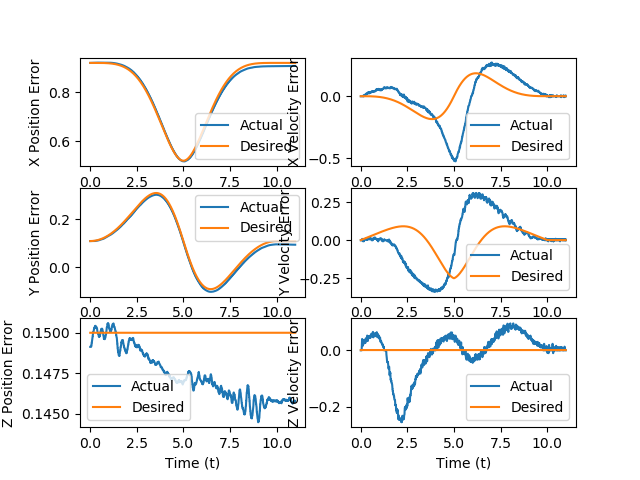 X Position Error
0.8
0.6
0.0 2.5 5.0 7.5 10.0
Actual
Desired
X Velocity Error
0.0
−0.5
0.0 2.5 5.0 7.5 10.0
Actual
Desired
Y Position Error
0.2
0.0
0.0 2.5 5.0 7.5 10.0
Actual
Desired
Y Velocity Error
0.25
0.00
−0.25
0.0 2.5 5.0 7.5 10.0
Actual
Desired
Z Position Error
0.1500
0.1475
0.1450
0.0 2.5 5.0 7.5 10.0
Time (t)
Actual
Desired
Z Velocity Error
0.0
−0.2
0.0 2.5 5.0 7.5 10.0
Time (t)
Actual
Desired